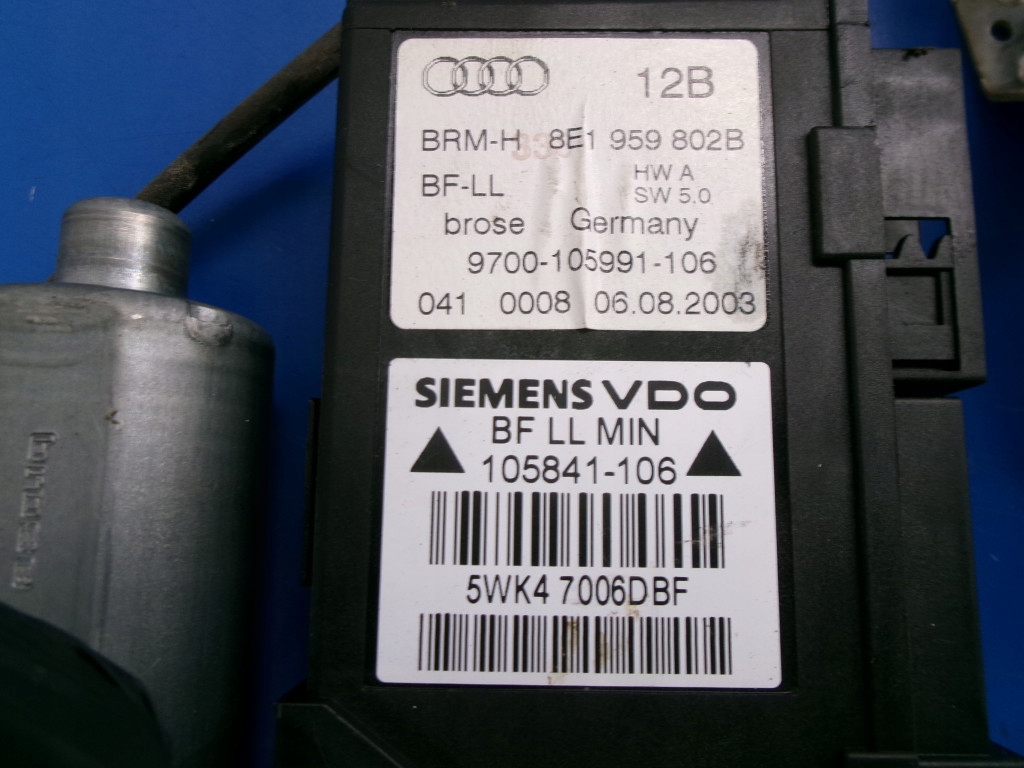 12B
BRM-H 8E1 959 802B
BF-LL HW A
SW 5.0
brose Germany
9700-105991-106
041 0008 06.08.2003
SIEMENS VDO
BF LL MIN
105841-106
5WK4 7006DBF